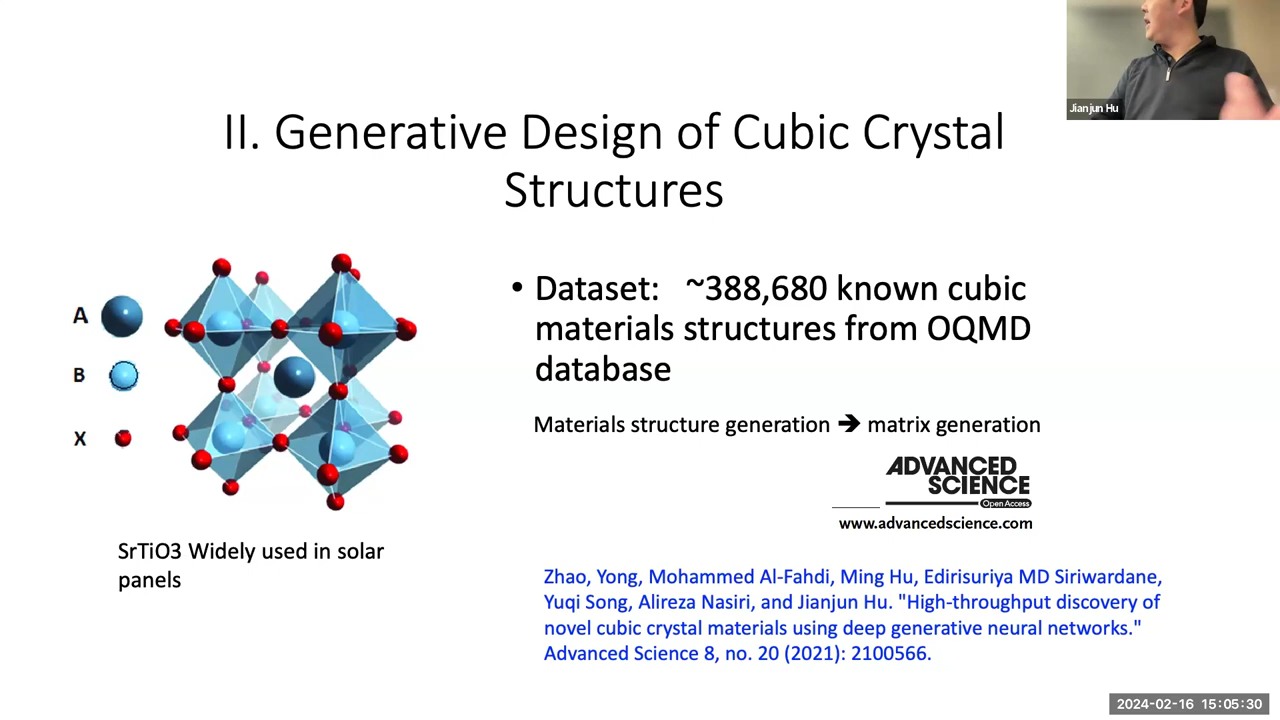 Jianjun Hu
II. Generative Design of Cubic Crystal
Structures
A
B
X
SrTiO3 Widely used in solar
panels
• Dataset: ~388,680 known cubic
materials structures from OQMD
database
Materials structure generation ➔ matrix generation
ADVANCED
SCIENCE
Open Access
www.advancedscience.com
Zhao, Yong, Mohammed Al-Fahdi, Ming Hu, Edirisuriya MD Siriwardane,
Yuqi Song, Alireza Nasiri, and Jianjun Hu. "High-throughput discovery of
novel cubic crystal materials using deep generative neural networks."
Advanced Science 8, no. 20 (2021): 2100566.
2024-02-16 15:05:30